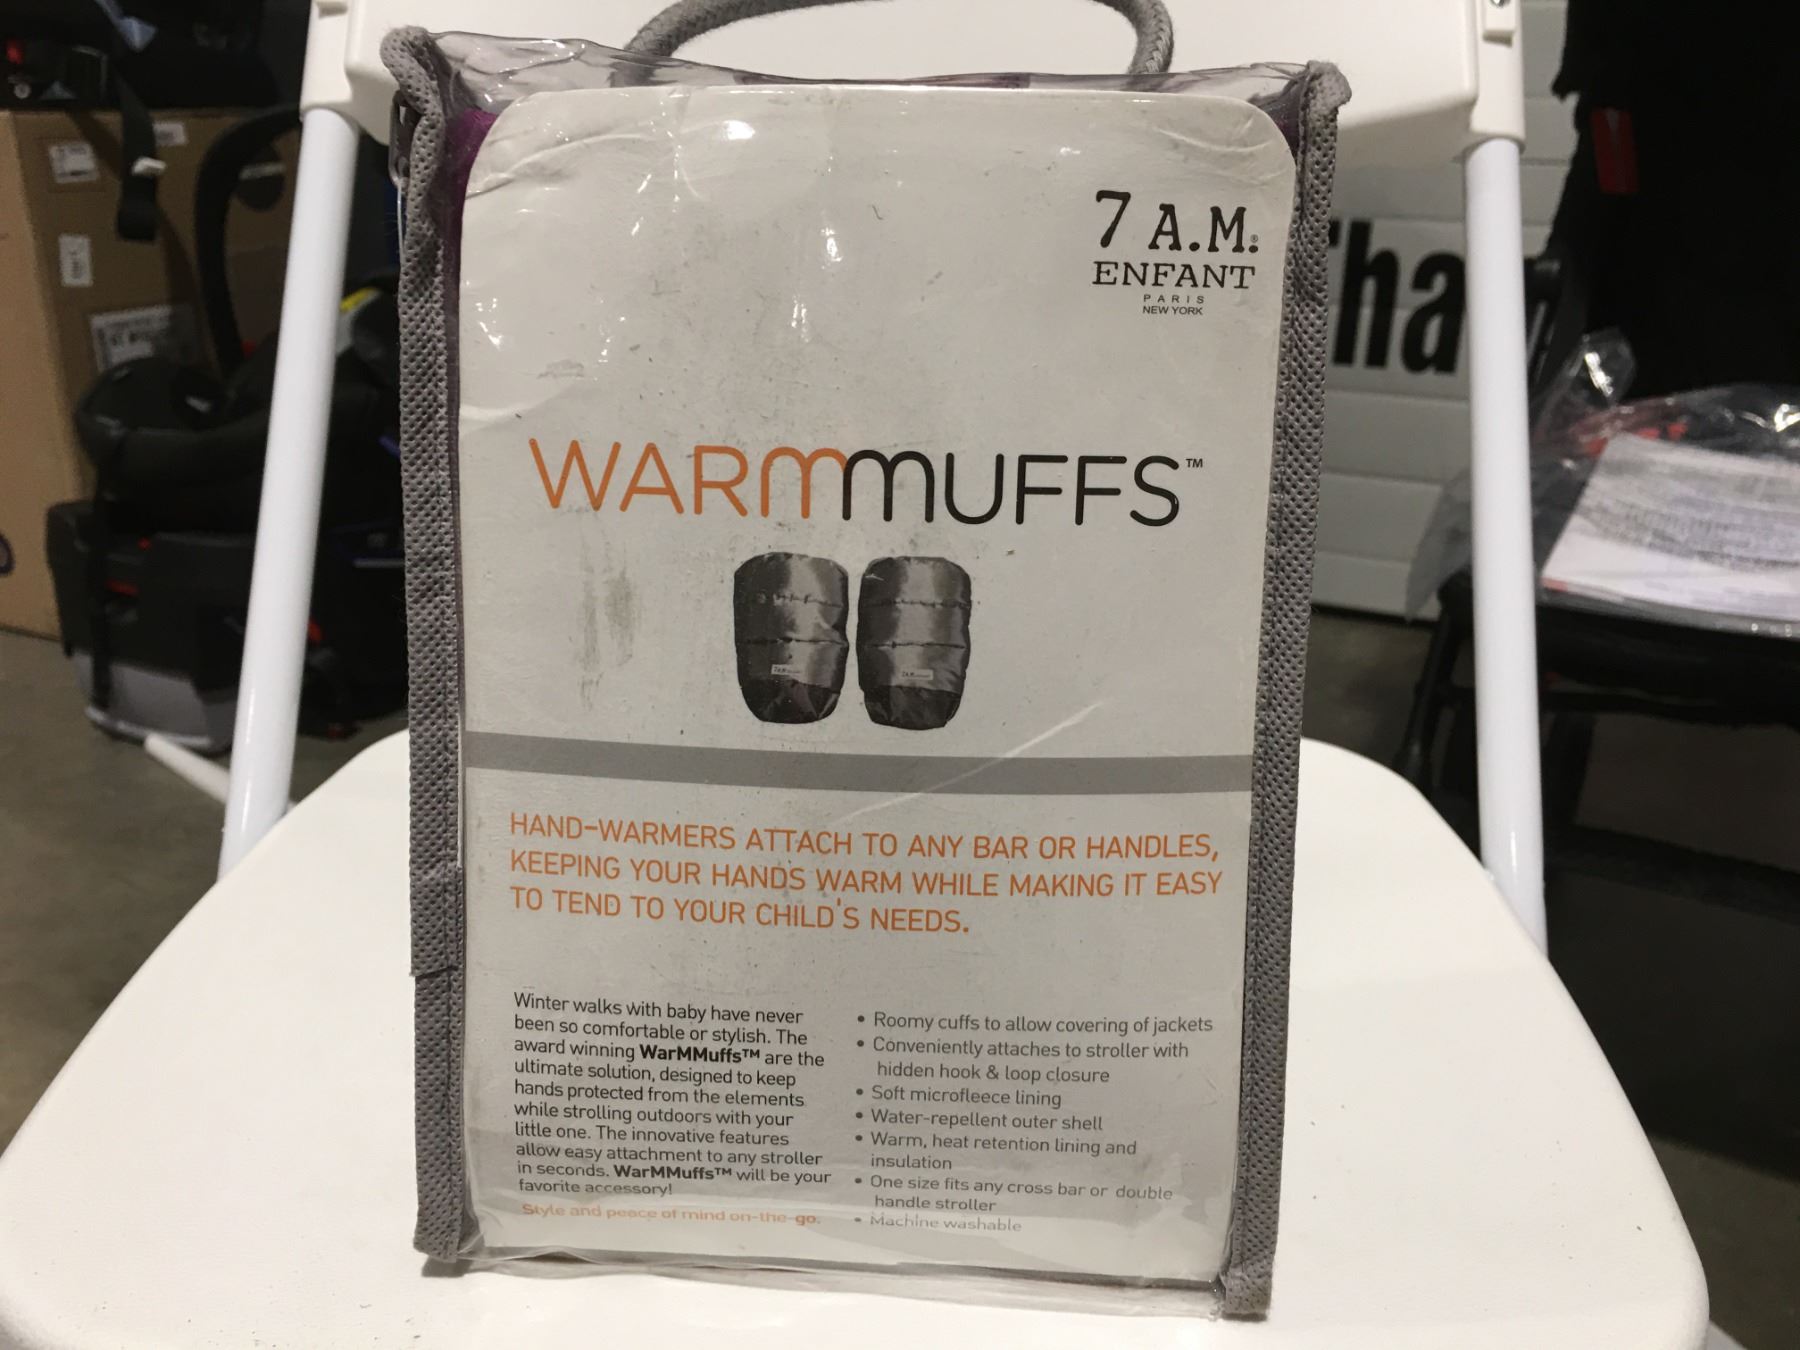 7 A.M.®
ENFANT
PARIS
NEW YORK
WARMMUFFS™
HAND-WARMERS ATTACH TO ANY BAR OR HANDLES,
KEEPING YOUR HANDS WARM WHILE MAKING IT EASY
TO TEND TO YOUR CHILD'S NEEDS.
Winter walks with baby have never
been so comfortable or stylish. The
award winning WarMMuffs™ are the
ultimate solution, designed to keep
hands protected from the elements
while strolling outdoors with your
little one. The innovative features
allow easy attachment to any stroller
in seconds. WarMMuffs™ will be your
favorite accessory!
Style and peace of mind on-the-go.
• Roomy cuffs to allow covering of jackets
• Conveniently attaches to stroller with
hidden hook & loop closure
• Soft microfleece lining
• Water-repellent outer shell
• Warm, heat retention lining and
insulation
• One size fits any cross bar or double
handle stroller
• Machine washable